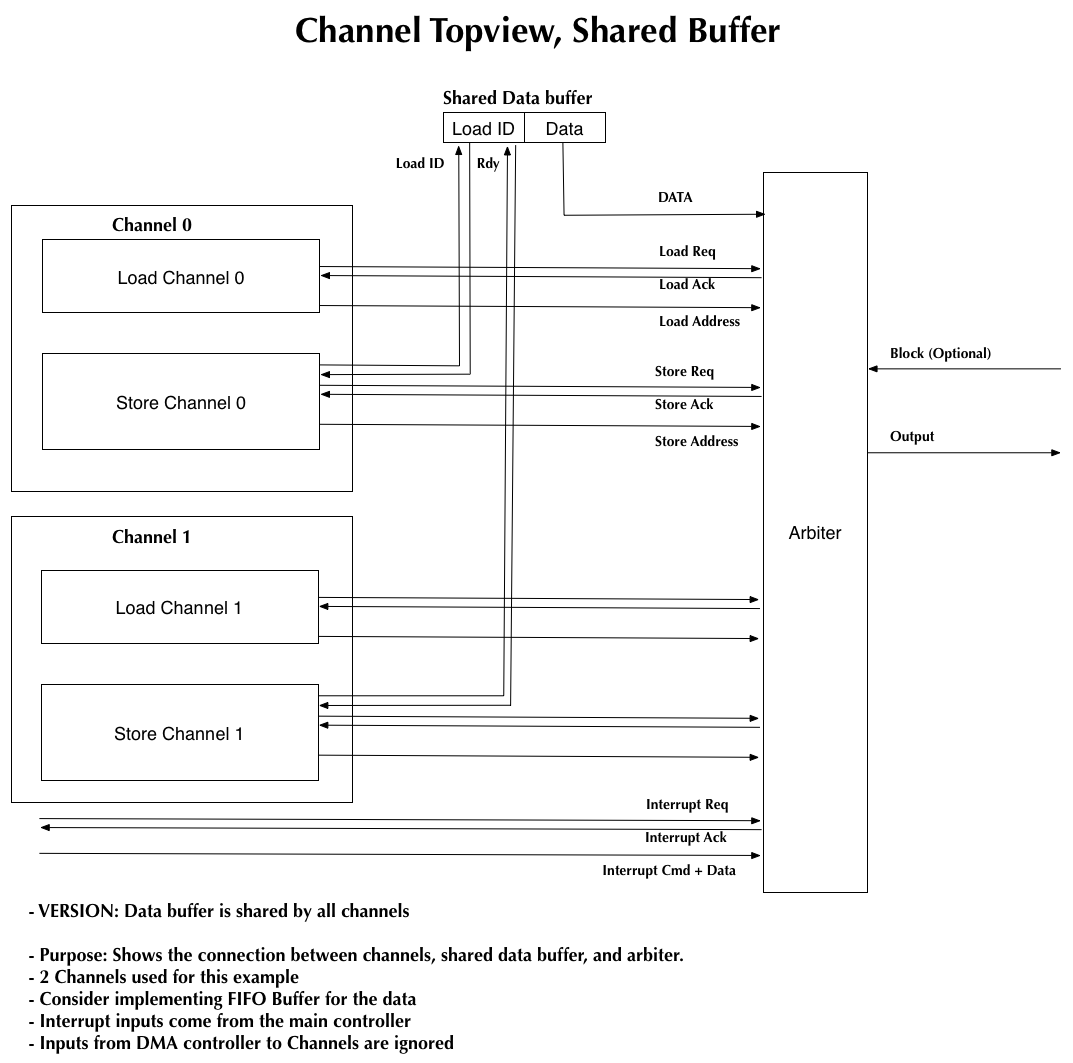 Channel Topview, Shared Buffer
Shared Data buffer
Load ID
Data
Load ID
Rdy
DATA
Channel 0
Load Channel 0
Load Req
Load Ack
Load Address
Block (Optional)
Store Channel 0
Store Req
Store Ack
Store Address
Output
Arbiter
Channel 1
Load Channel 1
Store Channel 1
Interrupt Req
Interrupt Ack
Interrupt Cmd + Data
- VERSION: Data buffer is shared by all channels
- Purpose: Shows the connection between channels, shared data buffer, and arbiter.
- 2 Channels used for this example
- Consider implementing FIFO Buffer for the data
- Interrupt inputs come from the main controller
- Inputs from DMA controller to Channels are ignored